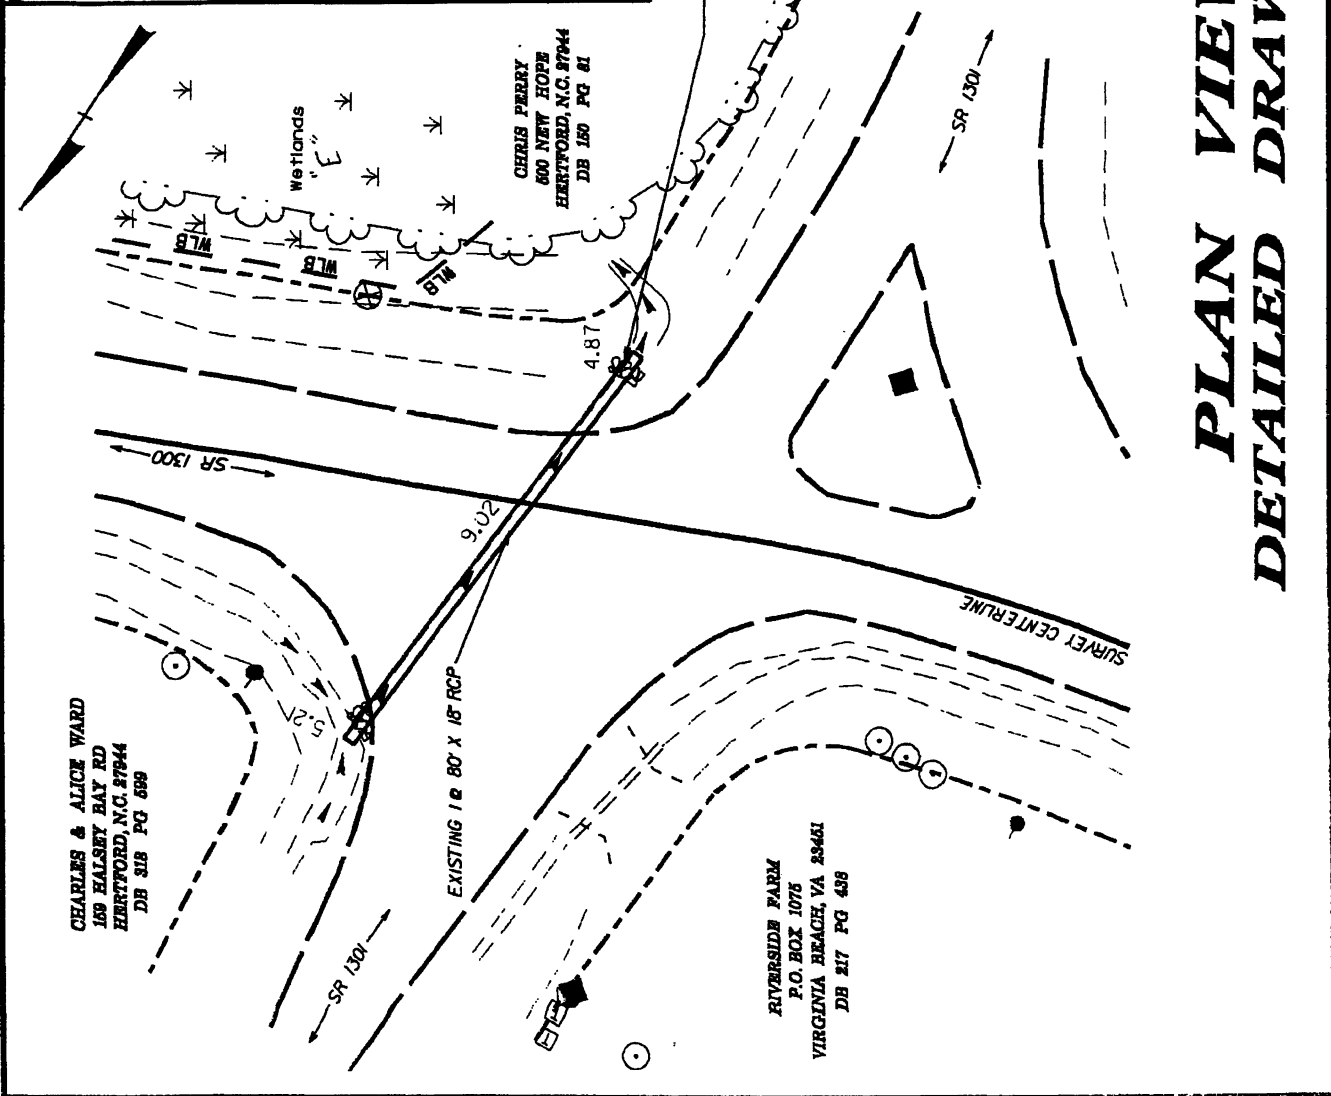 CHRIS PERRY
500 NEW HOPE
HERTFORD, N.C. 27944
DB 150 PG 81
Wetlands
"E"
WLB
WLB
WLB
SR 1301
4.87
SR 1300
9.02
SURVEY CENTERLINE
5.21
EXISTING 1 @ 80' X 18" RCP
CHARLES & ALICE WARD
159 HALSEY BAY RD
HERTFORD, N.C. 27944
DB 318 PG 599
SR 1301
RIVERSIDE FARM
P.O. BOX 1075
VIRGINIA BEACH, VA 23451
DB 217 PG 438
1
PLAN VIEW
DETAILED DRAW